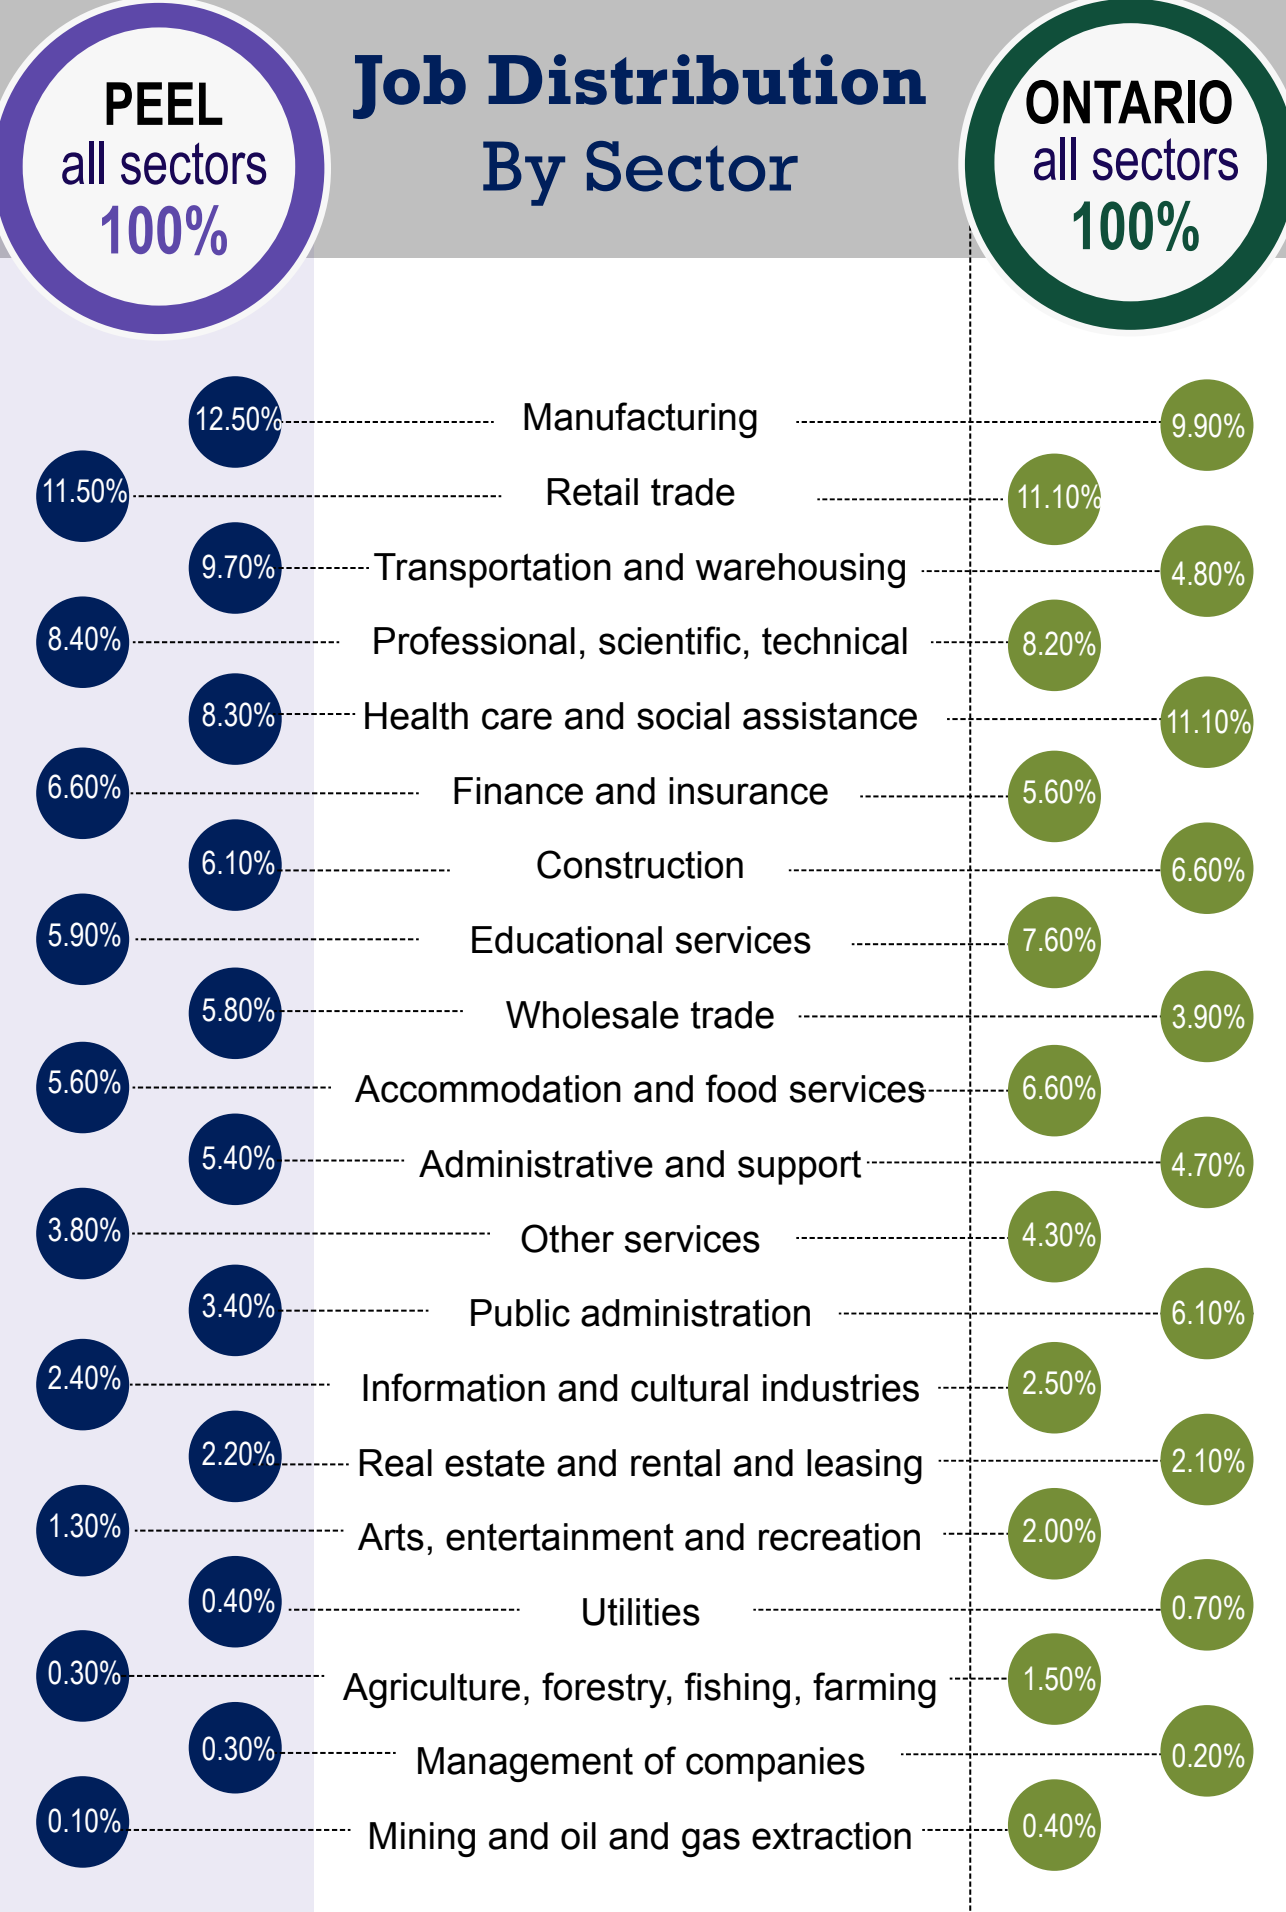 PEEL
all sectors
100%
Job Distribution
By Sector
ONTARIO
all sectors
100%
12.50% Manufacturing 9.90%
11.50% Retail trade 11.10%
9.70% Transportation and warehousing 4.80%
8.40% Professional, scientific, technical 8.20%
8.30% Health care and social assistance 11.10%
6.60% Finance and insurance 5.60%
6.10% Construction 6.60%
5.90% Educational services 7.60%
5.80% Wholesale trade 3.90%
5.60% Accommodation and food services 6.60%
5.40% Administrative and support 4.70%
3.80% Other services 4.30%
3.40% Public administration 6.10%
2.40% Information and cultural industries 2.50%
2.20% Real estate and rental and leasing 2.10%
1.30% Arts, entertainment and recreation 2.00%
0.40% Utilities 0.70%
0.30% Agriculture, forestry, fishing, farming 1.50%
0.30% Management of companies 0.20%
0.10% Mining and oil and gas extraction 0.40%